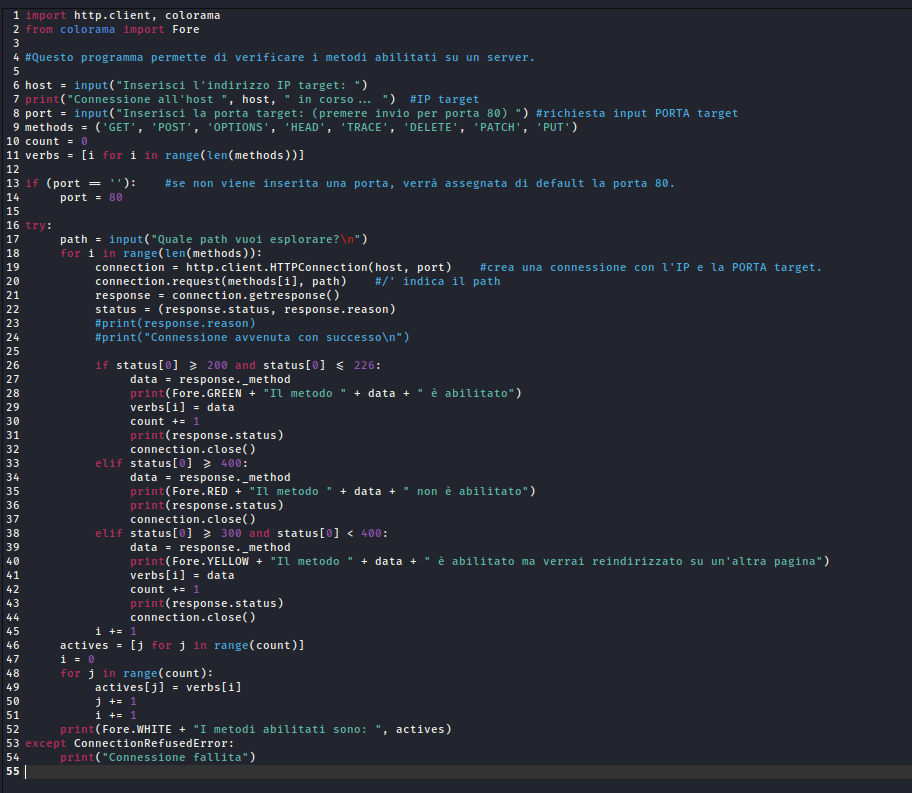 1 import http.client, colorama
2 from colorama import Fore
3
4 #Questo programma permette di verificare i metodi abilitati su un server.
5
6 host = input("Inserisci l'indirizzo IP target: ")
7 print("Connessione all'host ", host, " in corso... ")  #IP target
8 port = input("Inserisci la porta target: (premere invio per porta 80) ") #richiesta input PORTA target
9 methods = ('GET', 'POST', 'OPTIONS', 'HEAD', 'TRACE', 'DELETE', 'PATCH', 'PUT')
10 count = 0
11 verbs = [i for i in range(len(methods))]
12
13 if (port == ''):    #se non viene inserita una porta, verrà assegnata di default la porta 80.
14     port = 80
15
16 try:
17     path = input("Quale path vuoi esplorare?\n")
18     for i in range(len(methods)):
19          connection = http.client.HTTPConnection(host, port)    #crea una connessione con l'IP e la PORTA target.
20          connection.request(methods[i], path)    #/' indica il path
21          response = connection.getresponse()
22          status = (response.status, response.reason)
23          #print(response.reason)
24          #print("Connessione avvenuta con successo\n")
25
26          if status[0] >= 200 and status[0] <= 226:
27               data = response._method
28               print(Fore.GREEN + "Il metodo " + data + " è abilitato")
29               verbs[i] = data
30               count += 1
31               print(response.status)
32               connection.close()
33          elif status[0] >= 400:
34               data = response._method
35               print(Fore.RED + "Il metodo " + data + " non è abilitato")
36               print(response.status)
37               connection.close()
38          elif status[0] >= 300 and status[0] < 400:
39               data = response._method
40               print(Fore.YELLOW + "Il metodo " + data + " è abilitato ma verrai reindirizzato su un'altra pagina")
41               verbs[i] = data
42               count += 1
43               print(response.status)
44               connection.close()
45          i += 1
46     actives = [j for j in range(count)]
47     i = 0
48     for j in range(count):
49          actives[j] = verbs[i]
50          j += 1
51          i += 1
52     print(Fore.WHITE + "I metodi abilitati sono: ", actives)
53 except ConnectionRefusedError:
54     print("Connessione fallita")
55